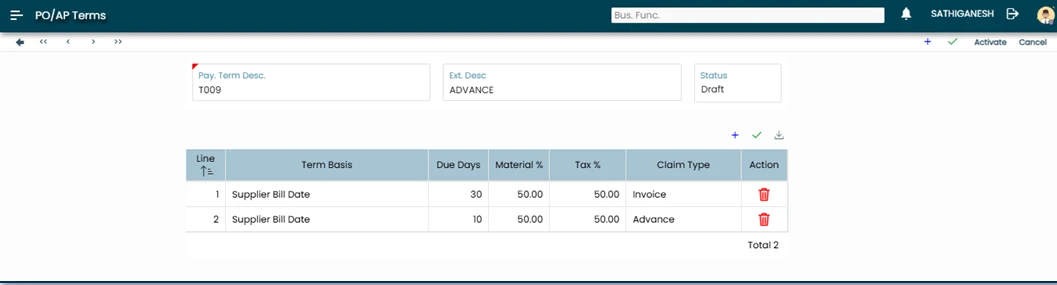 PO/AP Terms
Bus. Func.
SATHIGANESH
<< < > >>
+ Activate Cancel
Pay. Term Desc. Ext. Desc Status
T009 ADVANCE Draft
+
Line Term Basis Due Days Material % Tax % Claim Type Action
1 Supplier Bill Date 30 50.00 50.00 Invoice
2 Supplier Bill Date 10 50.00 50.00 Advance
Total 2